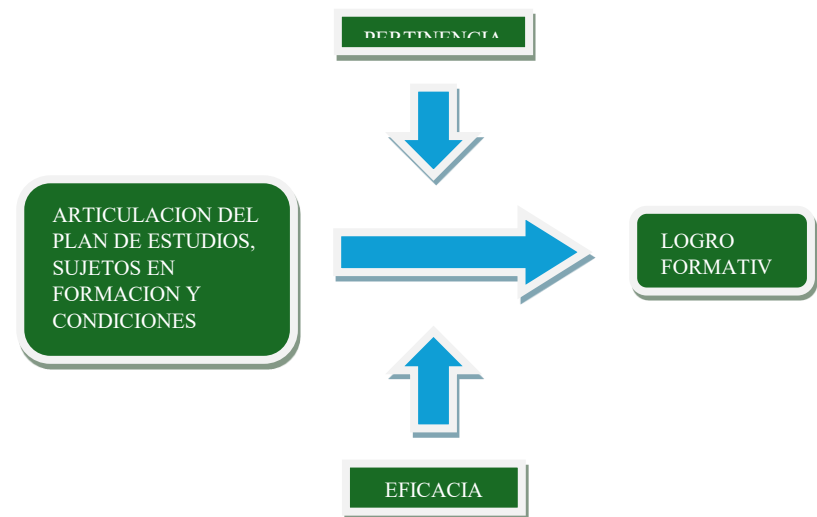 PERTINENCIA
ARTICULACION DEL
PLAN DE ESTUDIOS,
SUJETOS EN
FORMACION Y
CONDICIONES
LOGRO
FORMATIV
EFICACIA